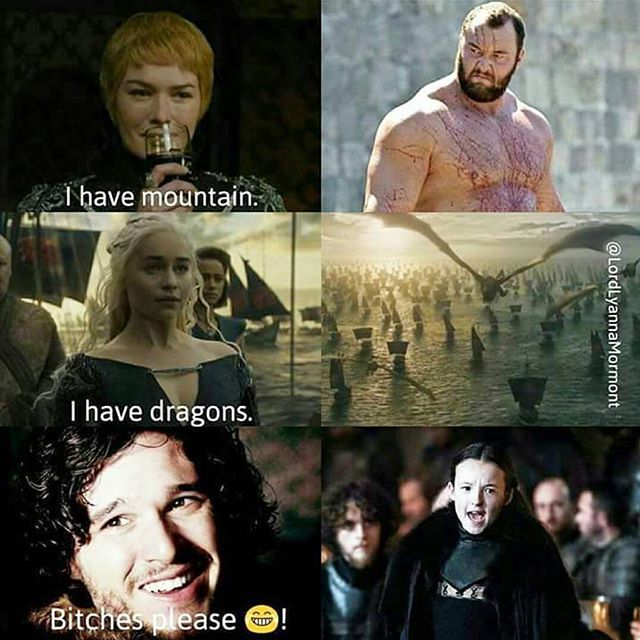 I have mountain.
I have dragons.
@LordLyannaMormont
Bitches please 😁!